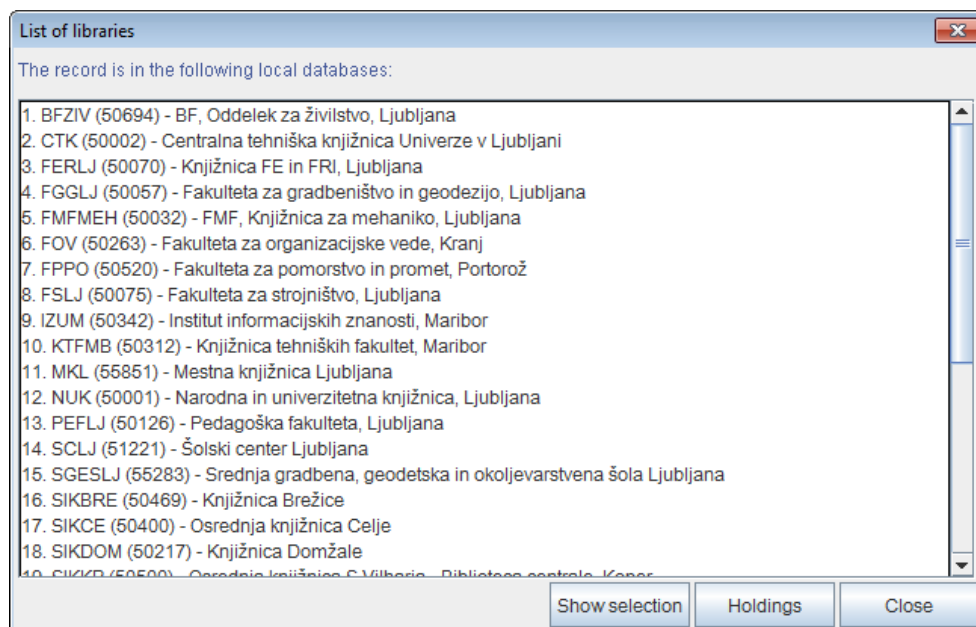 List of libraries
The record is in the following local databases:
1. BFZIV (50694) - BF, Oddelek za živilstvo, Ljubljana
2. CTK (50002) - Centralna tehniška knjižnica Univerze v Ljubljani
3. FERLJ (50070) - Knjižnica FE in FRI, Ljubljana
4. FGGLJ (50057) - Fakulteta za gradbeništvo in geodezijo, Ljubljana
5. FMFMEH (50032) - FMF, Knjižnica za mehaniko, Ljubljana
6. FOV (50263) - Fakulteta za organizacijske vede, Kranj
7. FPPO (50520) - Fakulteta za pomorstvo in promet, Portorož
8. FSLJ (50075) - Fakulteta za strojništvo, Ljubljana
9. IZUM (50342) - Institut informacijskih znanosti, Maribor
10. KTFMB (50312) - Knjižnica tehniških fakultet, Maribor
11. MKL (55851) - Mestna knjižnica Ljubljana
12. NUK (50001) - Narodna in univerzitetna knjižnica, Ljubljana
13. PEFLJ (50126) - Pedagoška fakulteta, Ljubljana
14. SCLJ (51221) - Šolski center Ljubljana
15. SGESLJ (55283) - Srednja gradbena, geodetska in okoljevarstvena šola Ljubljana
16. SIKBRE (50469) - Knjižnica Brežice
17. SIKCE (50400) - Osrednja knjižnica Celje
18. SIKDOM (50217) - Knjižnica Domžale
Show selection Holdings Close